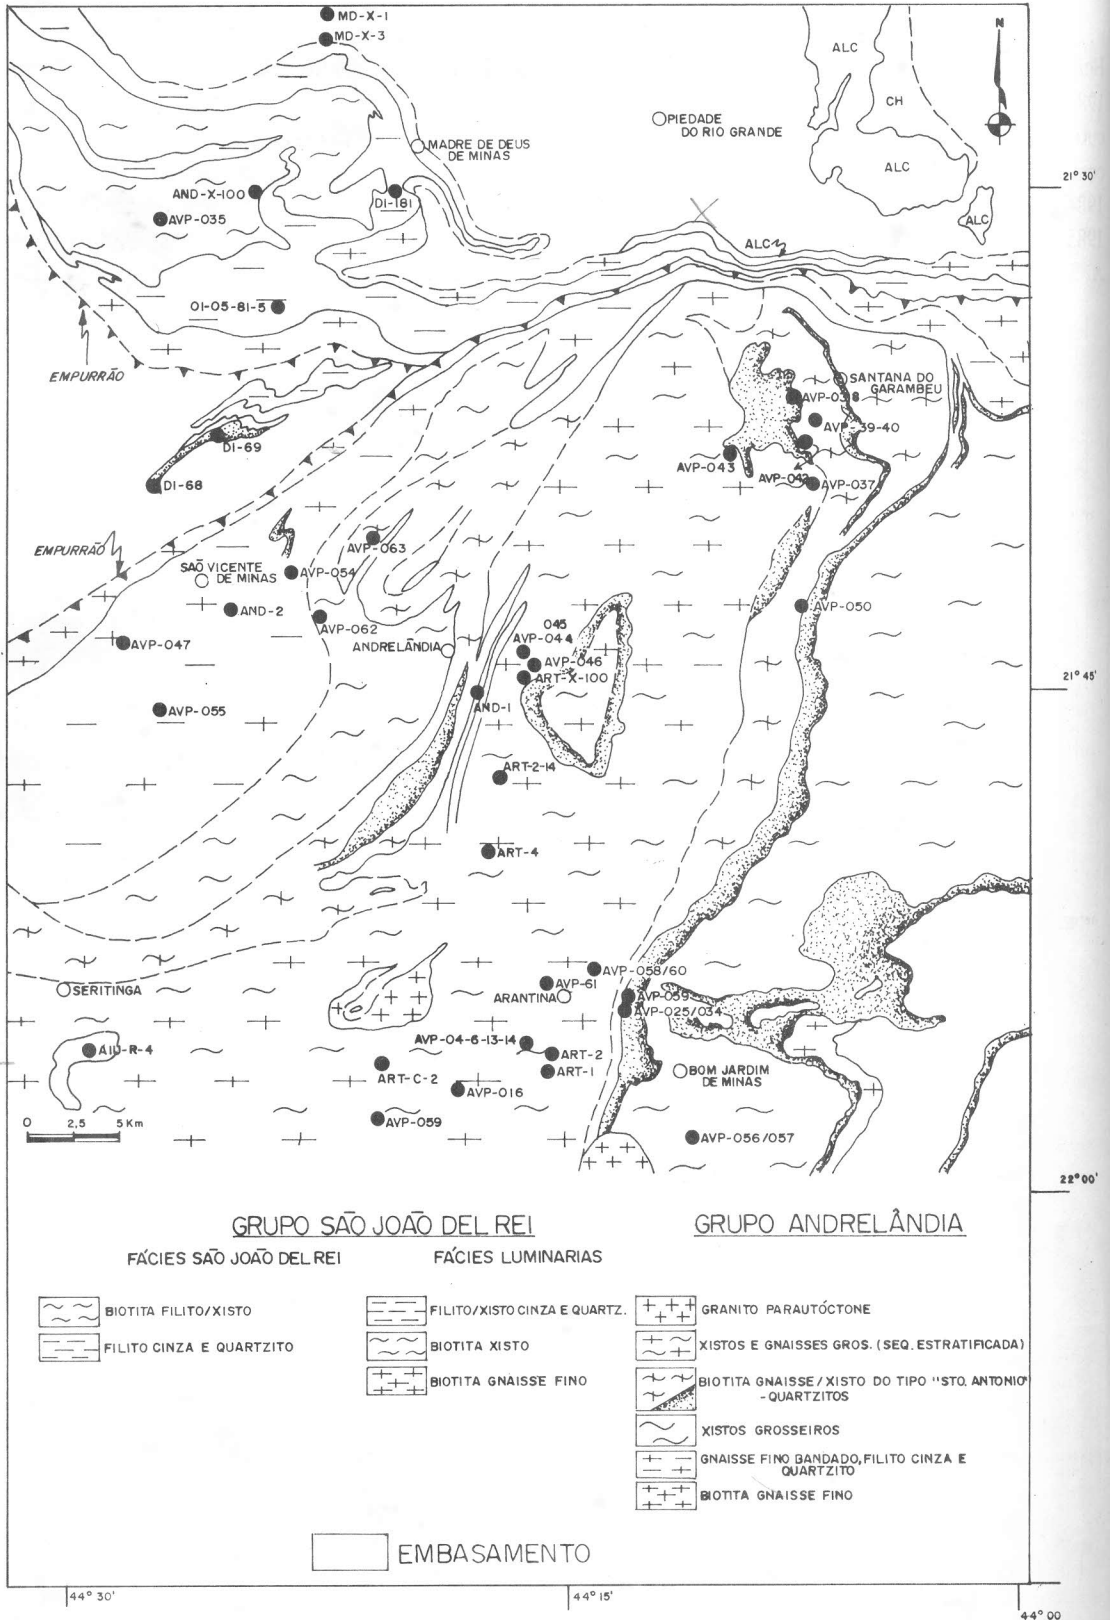 MD-X-1
MD-X-3
N
ALC
CH
ALC
ALC
PIEDADE
DO RIO GRANDE
MADRE DE DEUS
DE MINAS
21° 30'
AND-X-100
DI-181
AVP-035
ALC
01-05-81-5
EMPURRÃO
SANTANA DO
GARAMBEU
AVP-038
AVP-39-40
DI-69
AVP-043
AVP-042
AVP-037
DI-68
EMPURRÃO
AVP-063
SAÕ VICENTE
DE MINAS
AVP-054
AND-2
AVP-062
AVP-050
045
AVP-044
AVP-047
ANDRELÂNDIA
AVP-046
ART-X-100
21° 45'
AND-1
AVP-055
ART-2-14
ART-4
AVP-058/60
AVP-61
SERITINGA
ARANTINA
AVP-059
AVP-025/034
AVP-04-6-13-14
ART-2
ART-C-2
ART-1
BOM JARDIM
DE MINAS
AVP-016
0 2,5 5 Km
AVP-059
AVP-056/057
22°00'
GRUPO SÃO JOÃO DEL REI
GRUPO ANDRELÂNDIA
FÁCIES SÃO JOÃO DEL REI
FÁCIES LUMINARIAS
BIOTITA FILITO/XISTO
FILITO/XISTO CINZA E QUARTZ.
GRANITO PARAUTÓCTONE
FILITO CINZA E QUARTZITO
BIOTITA XISTO
XISTOS E GNAISSES GROS. (SEQ. ESTRATIFICADA)
BIOTITA GNAISSE FINO
BIOTITA GNAISSE/XISTO DO TIPO "STO. ANTONIO"
-QUARTZITOS
XISTOS GROSSEIROS
GNAISSE FINO BANDADO, FILITO CINZA E
QUARTZITO
BIOTITA GNAISSE FINO
EMBASAMENTO
44° 30'
44° 15'
44° 00